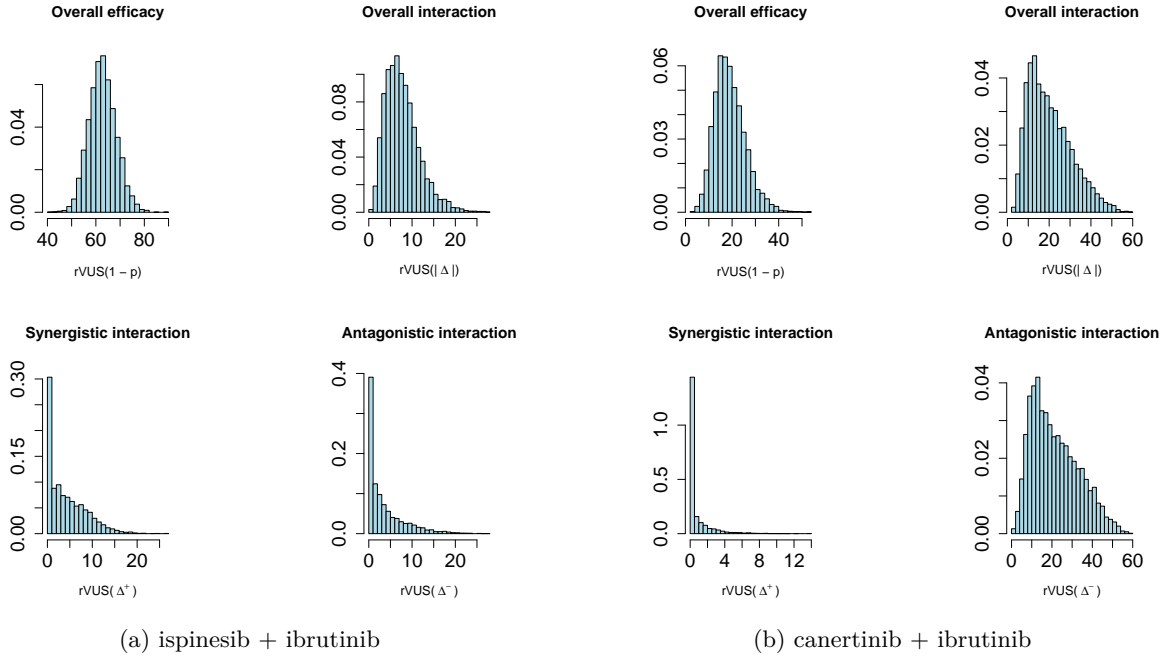 Overall efficacy
0.00 0.04
40 60 80
rVUS(1 − p)
Overall interaction
0.00 0.04 0.08
0 10 20
rVUS(| Δ |)
Overall efficacy
0.00 0.03 0.06
0 20 40
rVUS(1 − p)
Overall interaction
0.00 0.02 0.04
0 20 40 60
rVUS(| Δ |)
Synergistic interaction
0.00 0.15 0.30
0 10 20
rVUS( Δ⁺ )
Antagonistic interaction
0.0 0.2 0.4
0 10 20
rVUS( Δ⁻ )
Synergistic interaction
0.0 0.5 1.0
0 4 8 12
rVUS( Δ⁺ )
Antagonistic interaction
0.00 0.02 0.04
0 20 40 60
rVUS( Δ⁻ )
(a) ispinesib + ibrutinib
(b) canertinib + ibrutinib